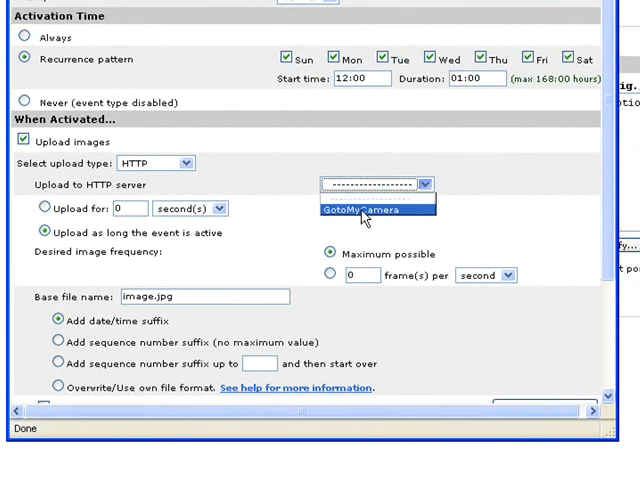 Activation Time
Always
Recurrence pattern
Sun Mon Tue Wed Thu Fri Sat
Start time: 12:00 Duration: 01:00 (max 168:00 hours)
Never (event type disabled)
When Activated...
Upload images
Select upload type: HTTP
Upload to HTTP server -------------------
-------------------
GotoMyCamera
Upload for: 0 second(s)
Upload as long the event is active
Desired image frequency: Maximum possible
0 frame(s) per second
Base file name: image.jpg
Add date/time suffix
Add sequence number suffix (no maximum value)
Add sequence number suffix up to and then start over
Overwrite/Use own file format. See help for more information.
Done